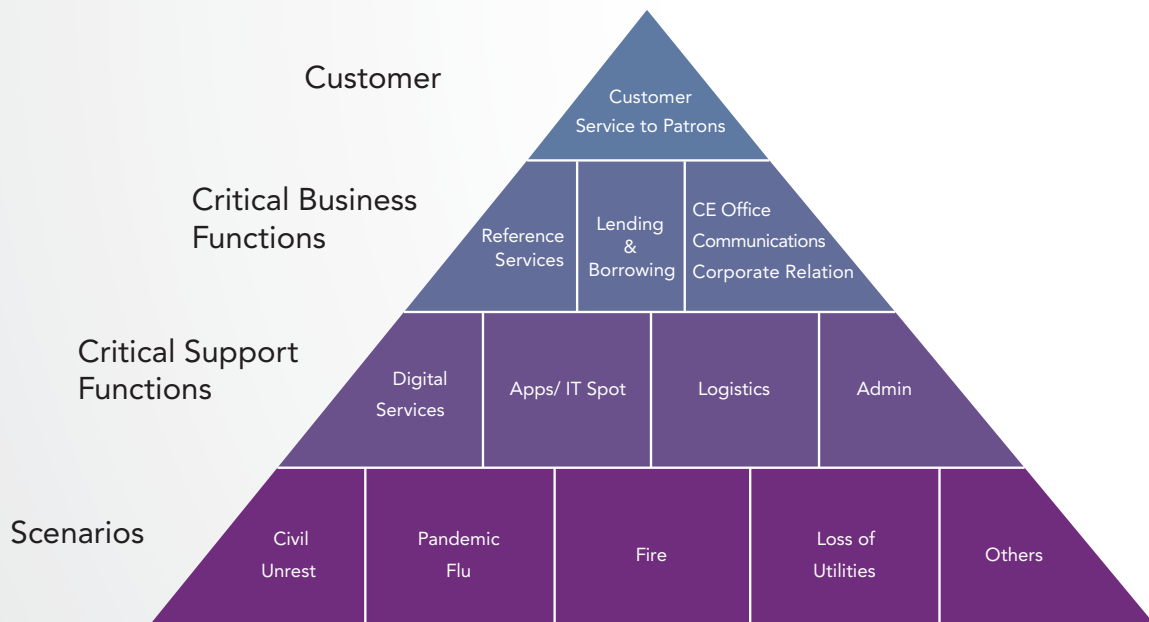 Customer
Customer
Service to Patrons
Critical Business
Functions
Reference
Services
Lending
&
Borrowing
CE Office
Communications
Corporate Relation
Critical Support
Functions
Digital
Services
Apps/ IT Spot
Logistics
Admin
Scenarios
Civil
Unrest
Pandemic
Flu
Fire
Loss of
Utilities
Others